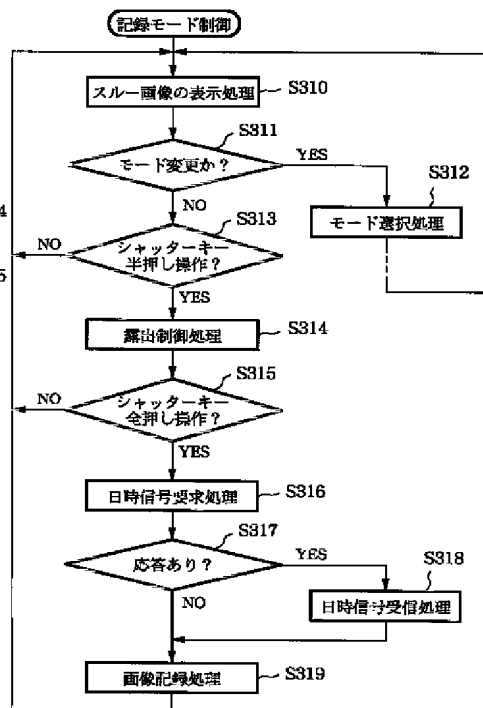 記録モード制御
スルー画像の表示処理
S310
S311
モード変更か?
YES
S312
モード選択処理
NO
4
S313
シャッターキー
半押し操作?
NO
5
YES
S314
露出制御処理
S315
シャッターキー
全押し操作?
NO
YES
日時信号要求処理
S316
S317
応答あり?
YES
S318
日時信号受信処理
NO
画像記録処理
S319